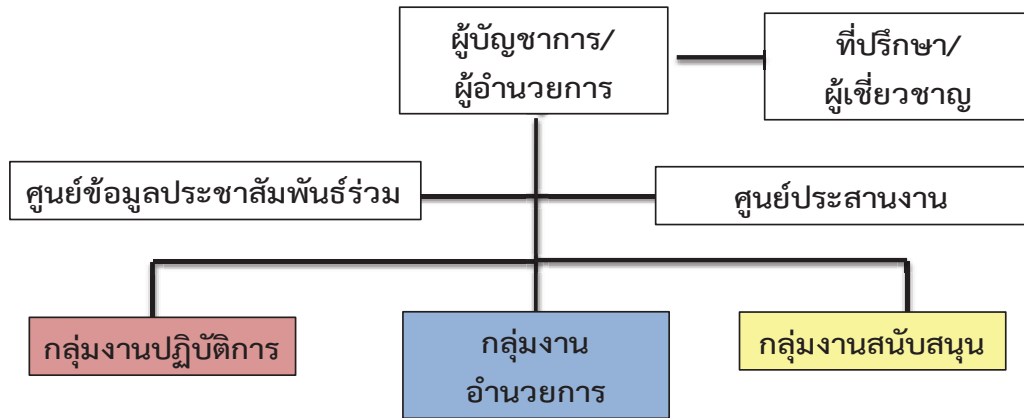 ผู้บัญชาการ/
ผู้อำนวยการ
ที่ปรึกษา/
ผู้เชี่ยวชาญ
ศูนย์ข้อมูลประชาสัมพันธ์ร่วม
ศูนย์ประสานงาน
กลุ่มงานปฏิบัติการ
กลุ่มงาน
อำนวยการ
กลุ่มงานสนับสนุน